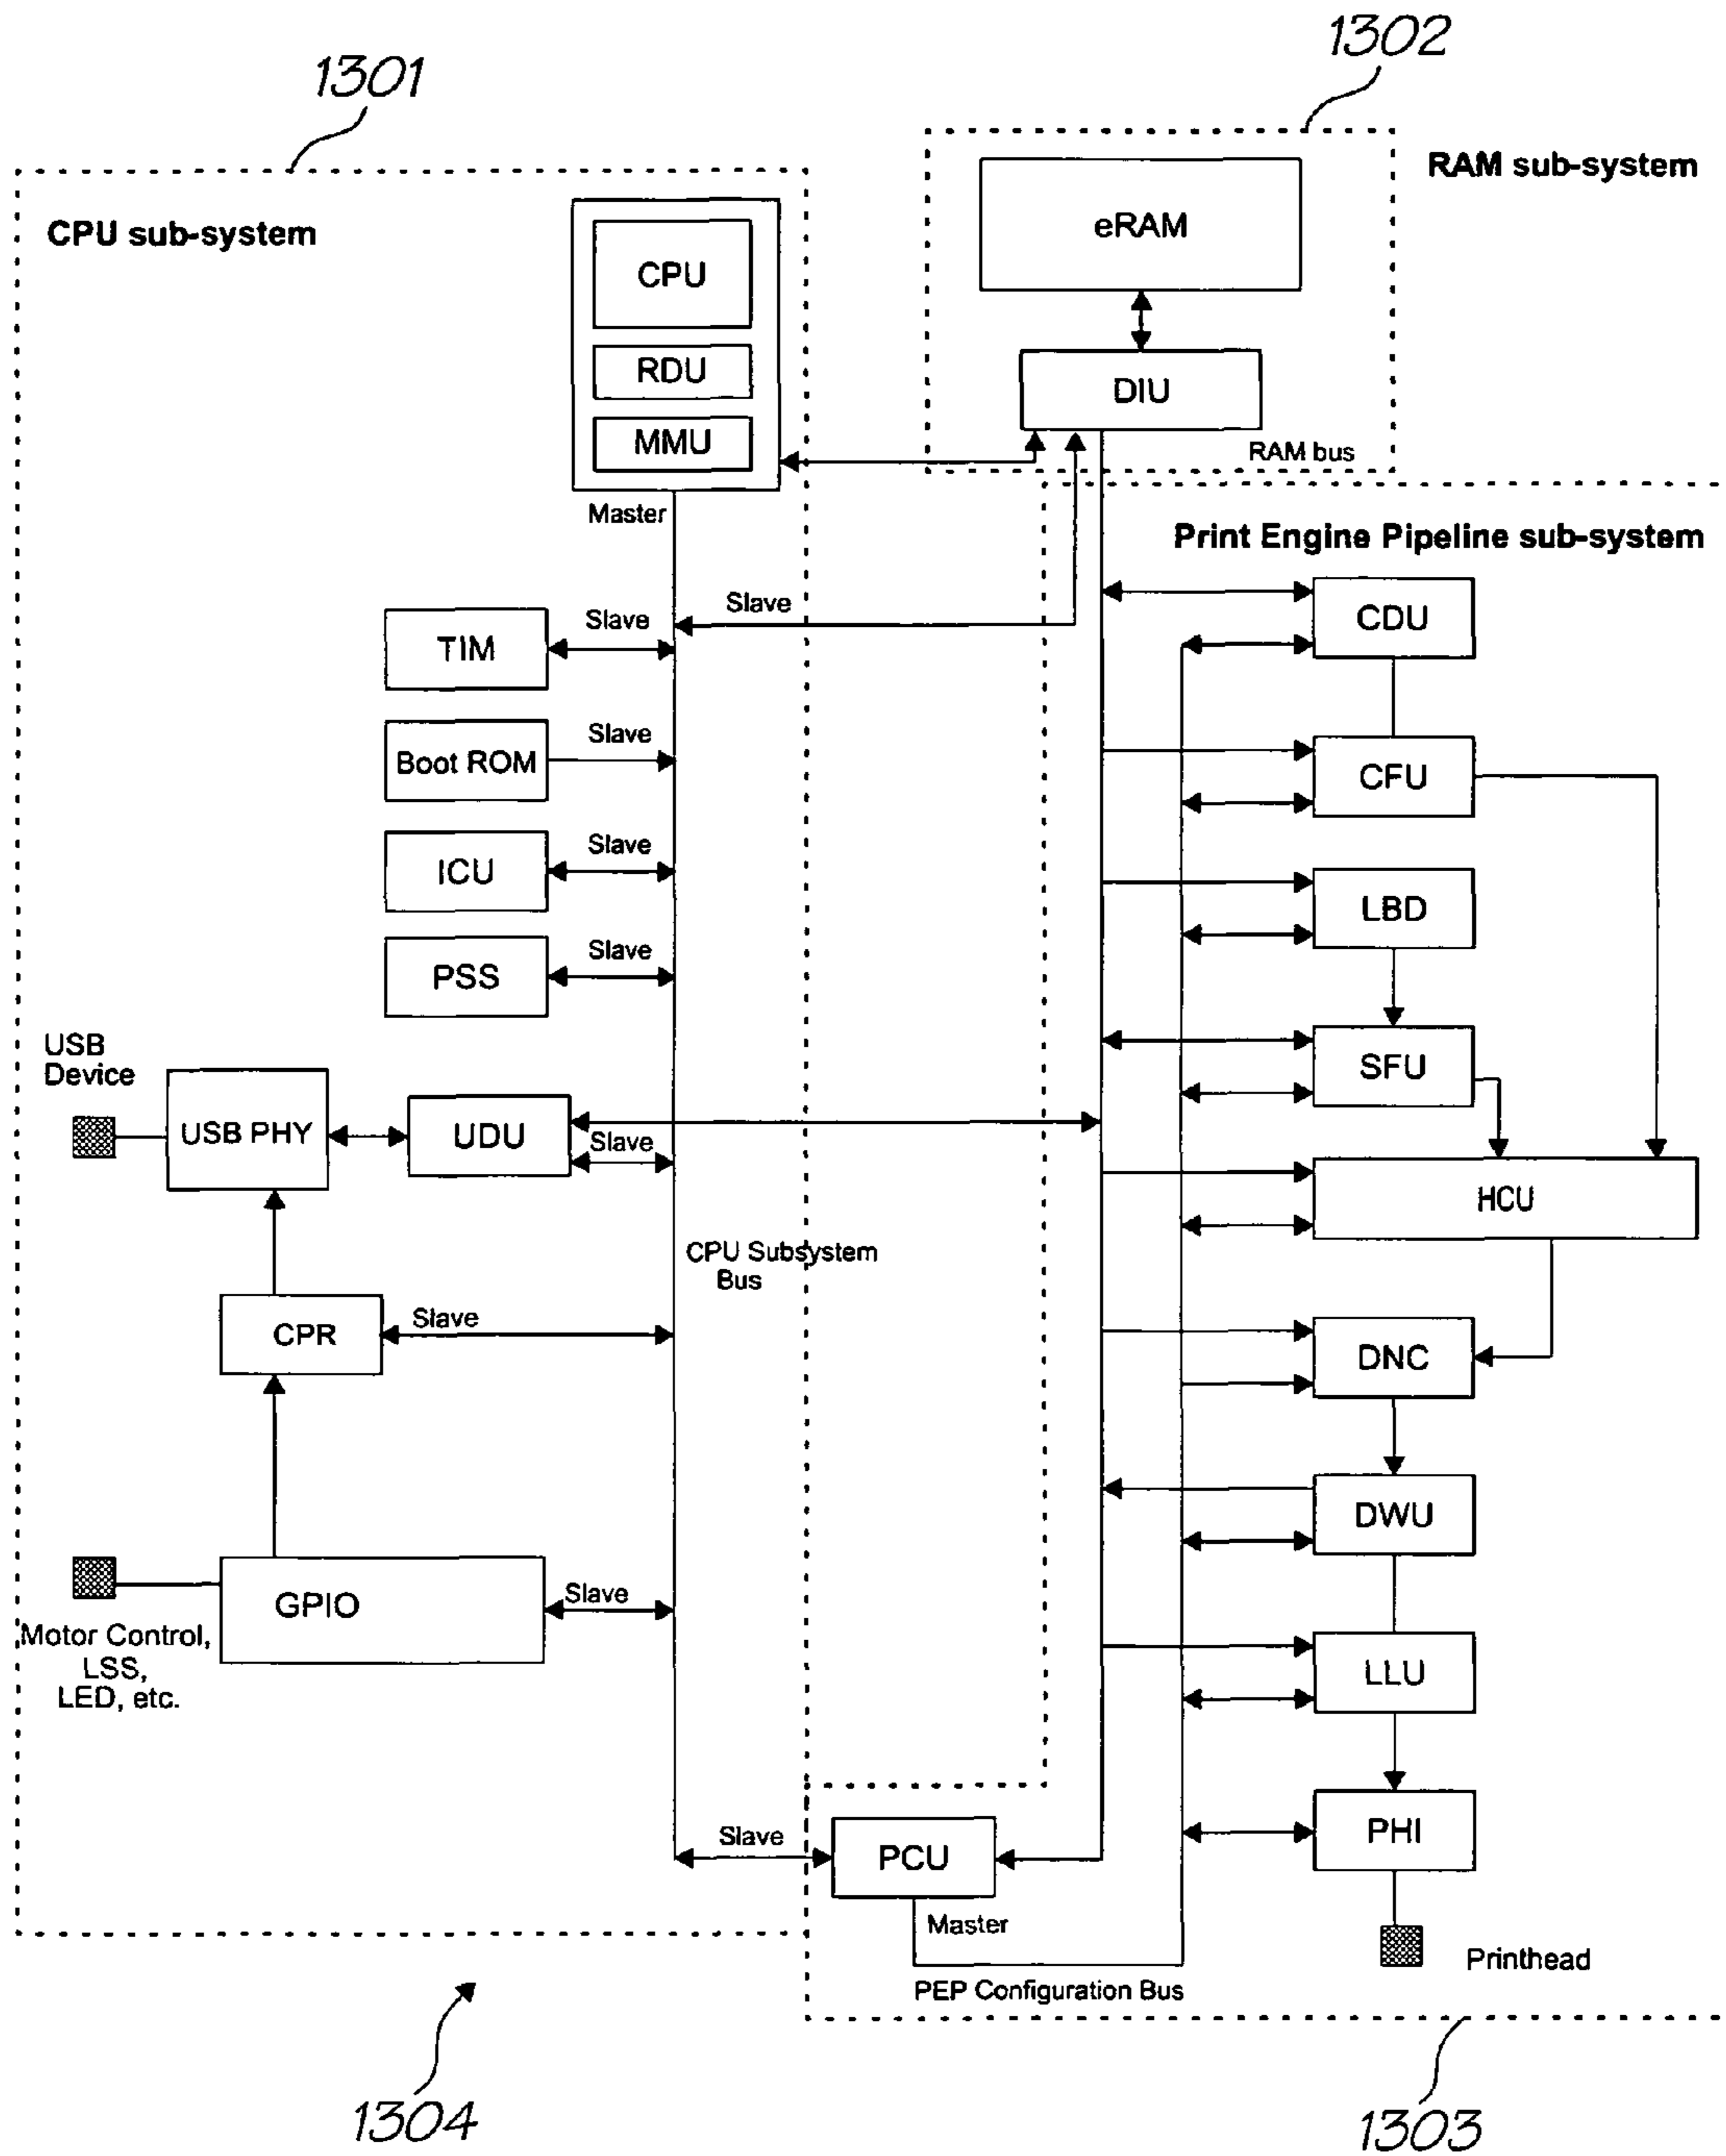 1301
1302
CPU sub-system
RAM sub-system
CPU
RDU
MMU
Master
eRAM
DIU
RAM bus
Print Engine Pipeline sub-system
Slave
TIM
Slave
Boot ROM
Slave
ICU
Slave
PSS
Slave
USB
Device
USB PHY
UDU
Slave
CPU Subsystem
Bus
CPR
Slave
GPIO
Slave
Motor Control,
LSS,
LED, etc.
CDU
CFU
LBD
SFU
HCU
DNC
DWU
LLU
PHI
Printhead
Slave
PCU
Master
PEP Configuration Bus
1304
1303